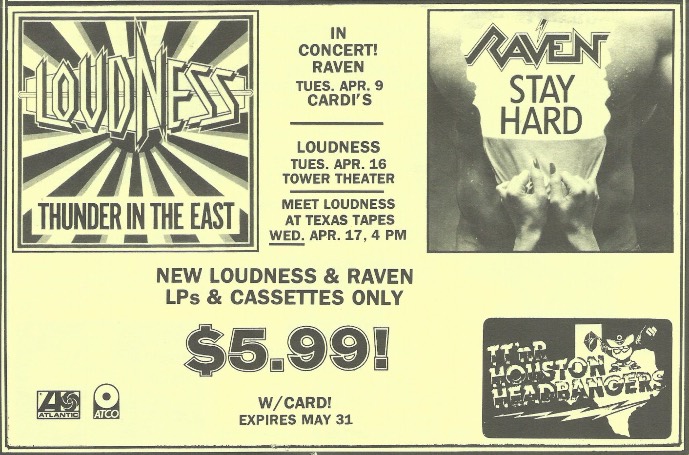 LOUDNESS
THUNDER IN THE EAST
IN
CONCERT!
RAVEN
TUES. APR. 9
CARDI'S
LOUDNESS
TUES. APR. 16
TOWER THEATER
MEET LOUDNESS
AT TEXAS TAPES
WED. APR. 17, 4 PM
RAVEN
STAY
HARD
NEW LOUDNESS & RAVEN
LPs & CASSETTES ONLY
$5.99!
W/CARD!
EXPIRES MAY 31
ATLANTIC
ATCO
HOUSTON
HEADBANGERS